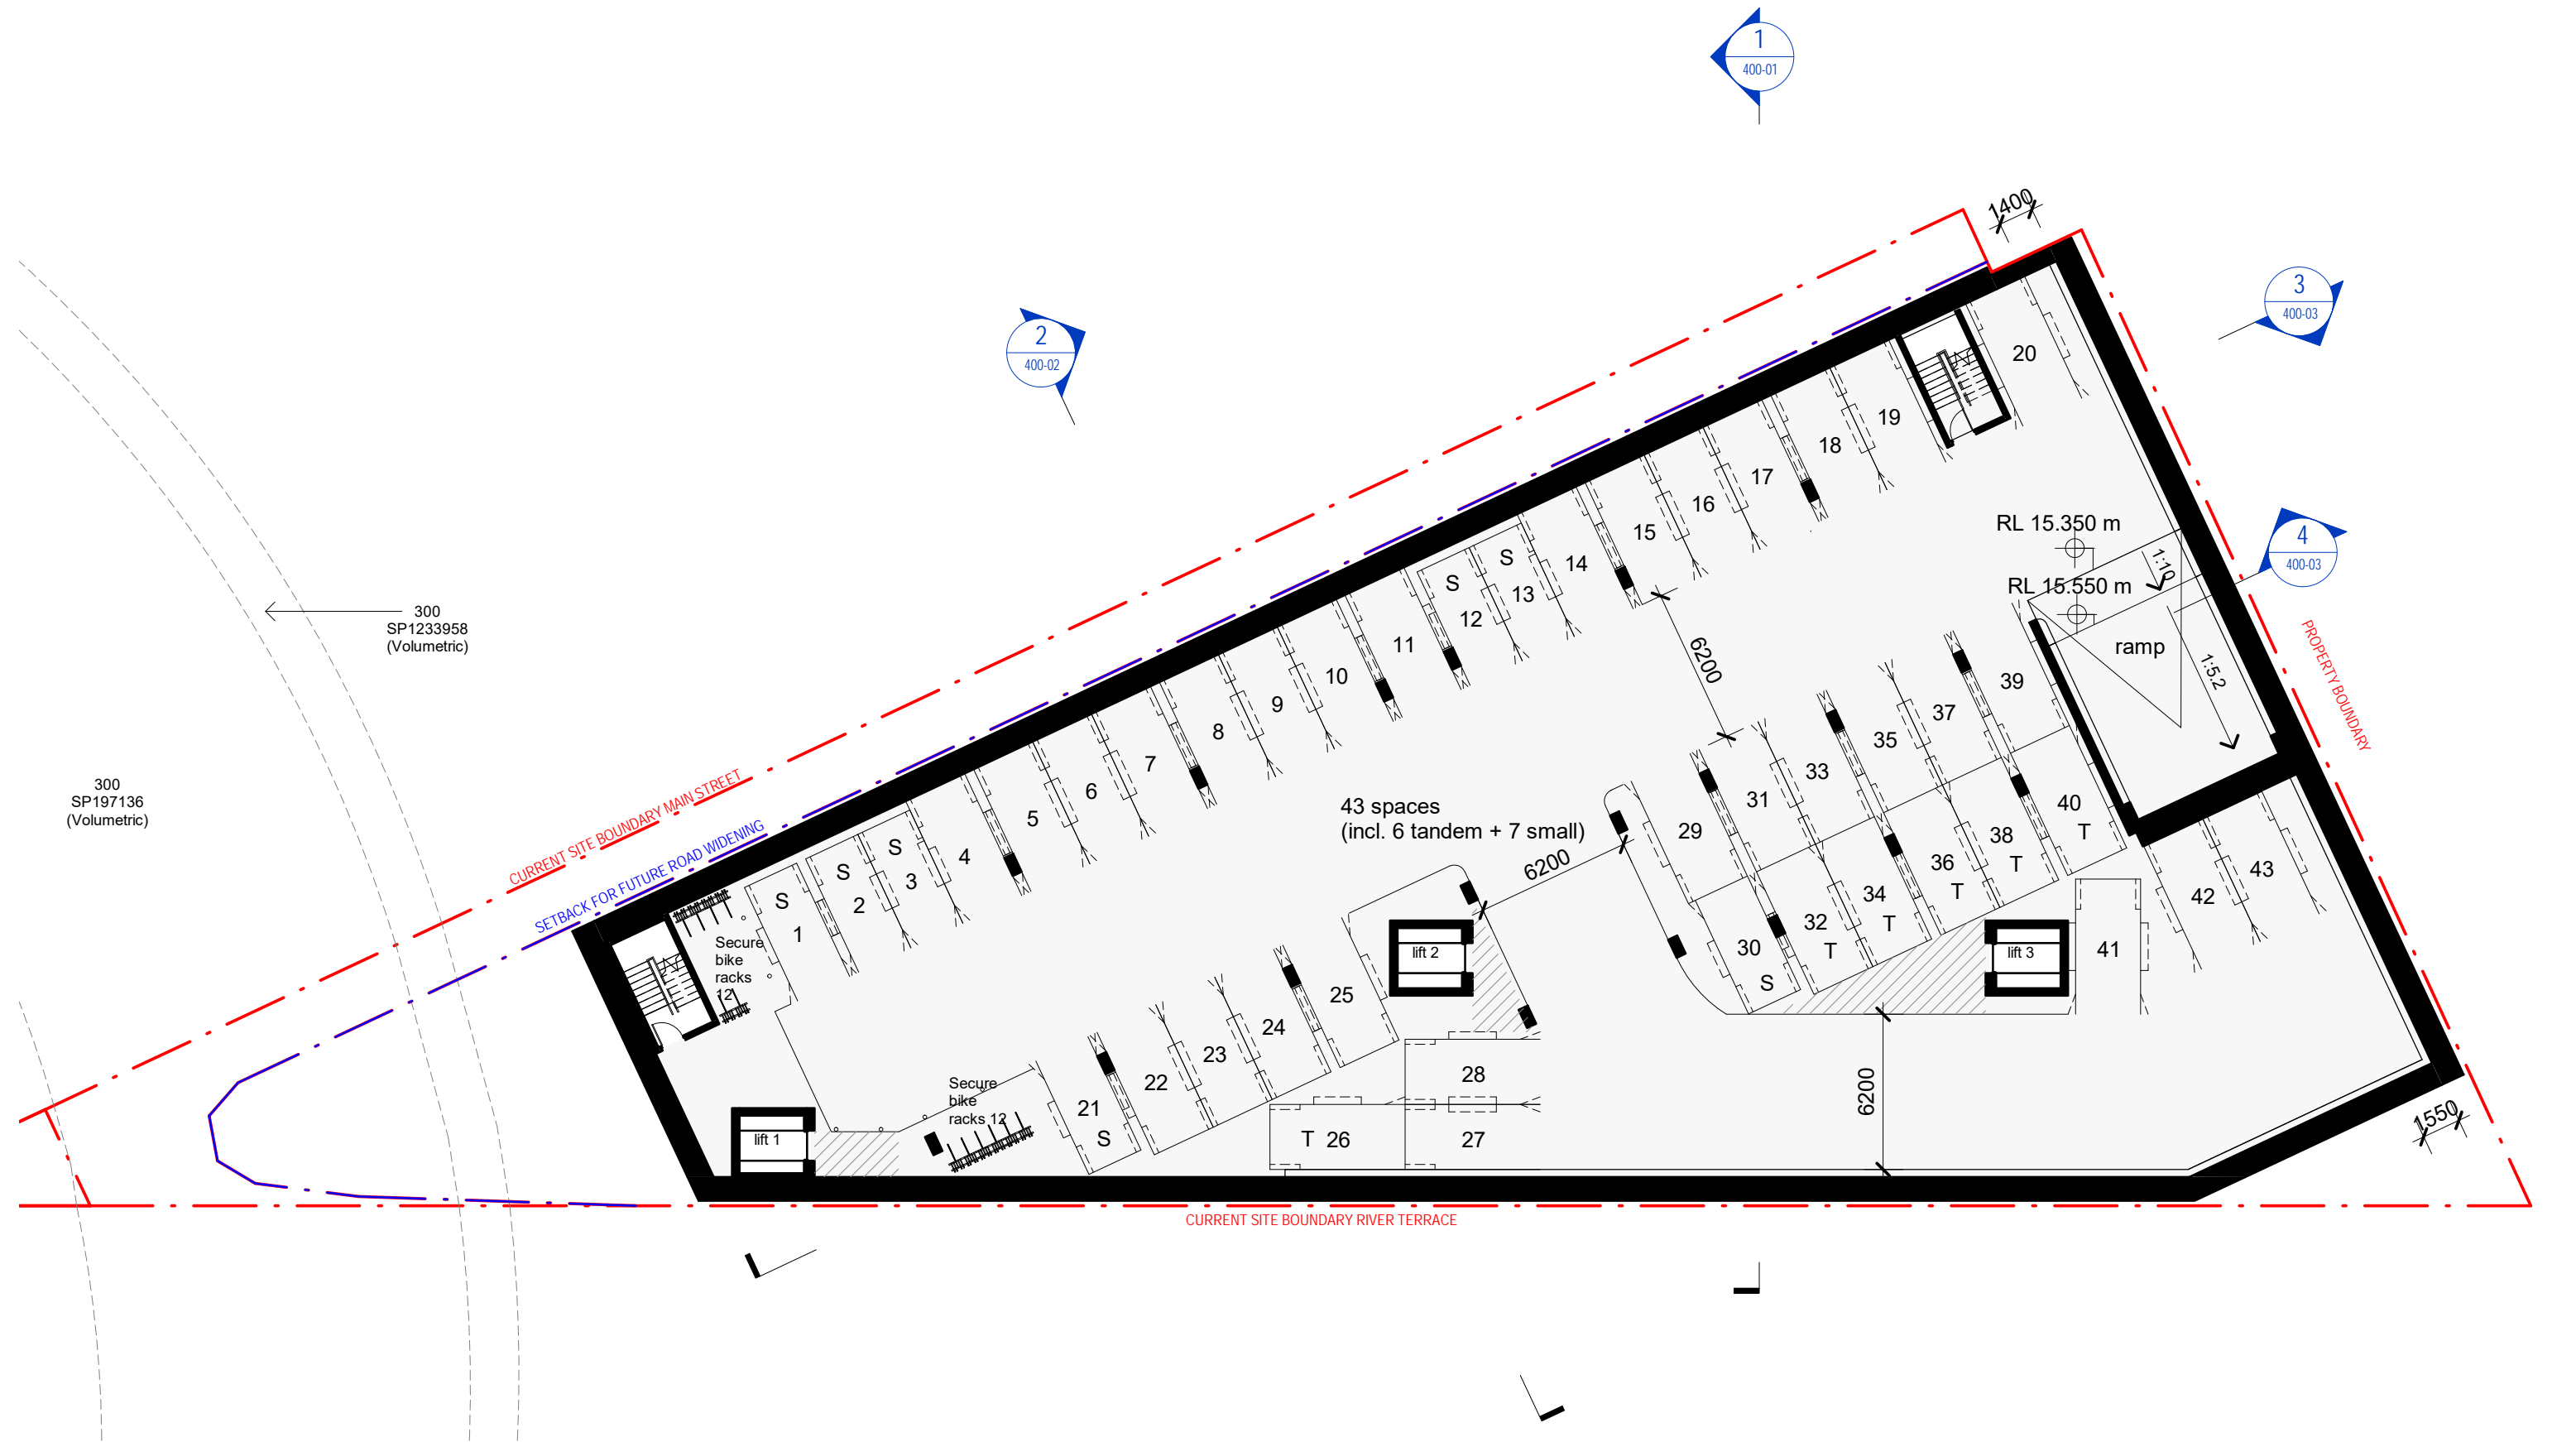 1
400-01
1400
3
400-03
2
400-02
20
19
18
17
16
15
RL 15.350 m
1:10
4
400-03
S
14
S
13
12
RL 15.550 m
300
SP1233958
(Volumetric)
11
10
9
8
7
6
5
6200
ramp
1:5.2
PROPERTY BOUNDARY
39
37
35
33
31
29
300
SP197136
(Volumetric)
CURRENT SITE BOUNDARY MAIN STREET
SETBACK FOR FUTURE ROAD WIDENING
43 spaces
(incl. 6 tandem + 7 small)
6200
40
T
38
T
36
T
34
T
32
T
30
S
4
S
3
S
2
S
1
Secure
bike
racks
12
lift 2
lift 3
41
42
43
25
24
23
22
21
S
28
T 26
27
6200
Secure
bike
racks 12
lift 1
1550
CURRENT SITE BOUNDARY RIVER TERRACE